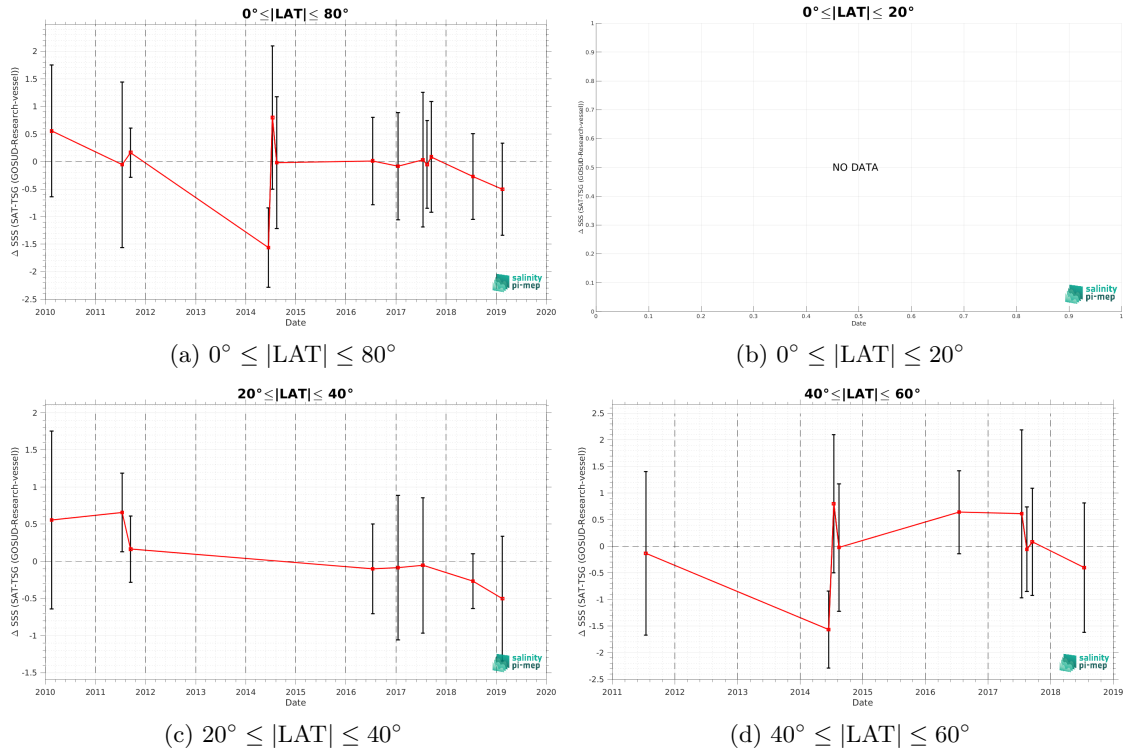 0°≤|LAT|≤ 80°
Δ SSS (SAT-TSG (GOSUD-Research-vessel))
2
1.5
1
0.5
0
-0.5
-1
-1.5
-2
-2.5
2010 2011 2012 2013 2014 2015 2016 2017 2018 2019 2020
Date
salinity
pi-mep
(a) 0° ≤ |LAT| ≤ 80°
0°≤|LAT|≤ 20°
Δ SSS (SAT-TSG (GOSUD-Research-vessel))
1
0.9
0.8
0.7
0.6
0.5
0.4
0.3
0.2
0.1
0
NO DATA
0 0.1 0.2 0.3 0.4 0.5 0.6 0.7 0.8 0.9 1
Date
salinity
pi-mep
(b) 0° ≤ |LAT| ≤ 20°
20°≤|LAT|≤ 40°
Δ SSS (SAT-TSG (GOSUD-Research-vessel))
2
1.5
1
0.5
0
-0.5
-1
-1.5
2010 2011 2012 2013 2014 2015 2016 2017 2018 2019 2020
Date
salinity
pi-mep
(c) 20° ≤ |LAT| ≤ 40°
40°≤|LAT|≤ 60°
Δ SSS (SAT-TSG (GOSUD-Research-vessel))
2.5
2
1.5
1
0.5
0
-0.5
-1
-1.5
-2
-2.5
2011 2012 2013 2014 2015 2016 2017 2018 2019
Date
salinity
pi-mep
(d) 40° ≤ |LAT| ≤ 60°